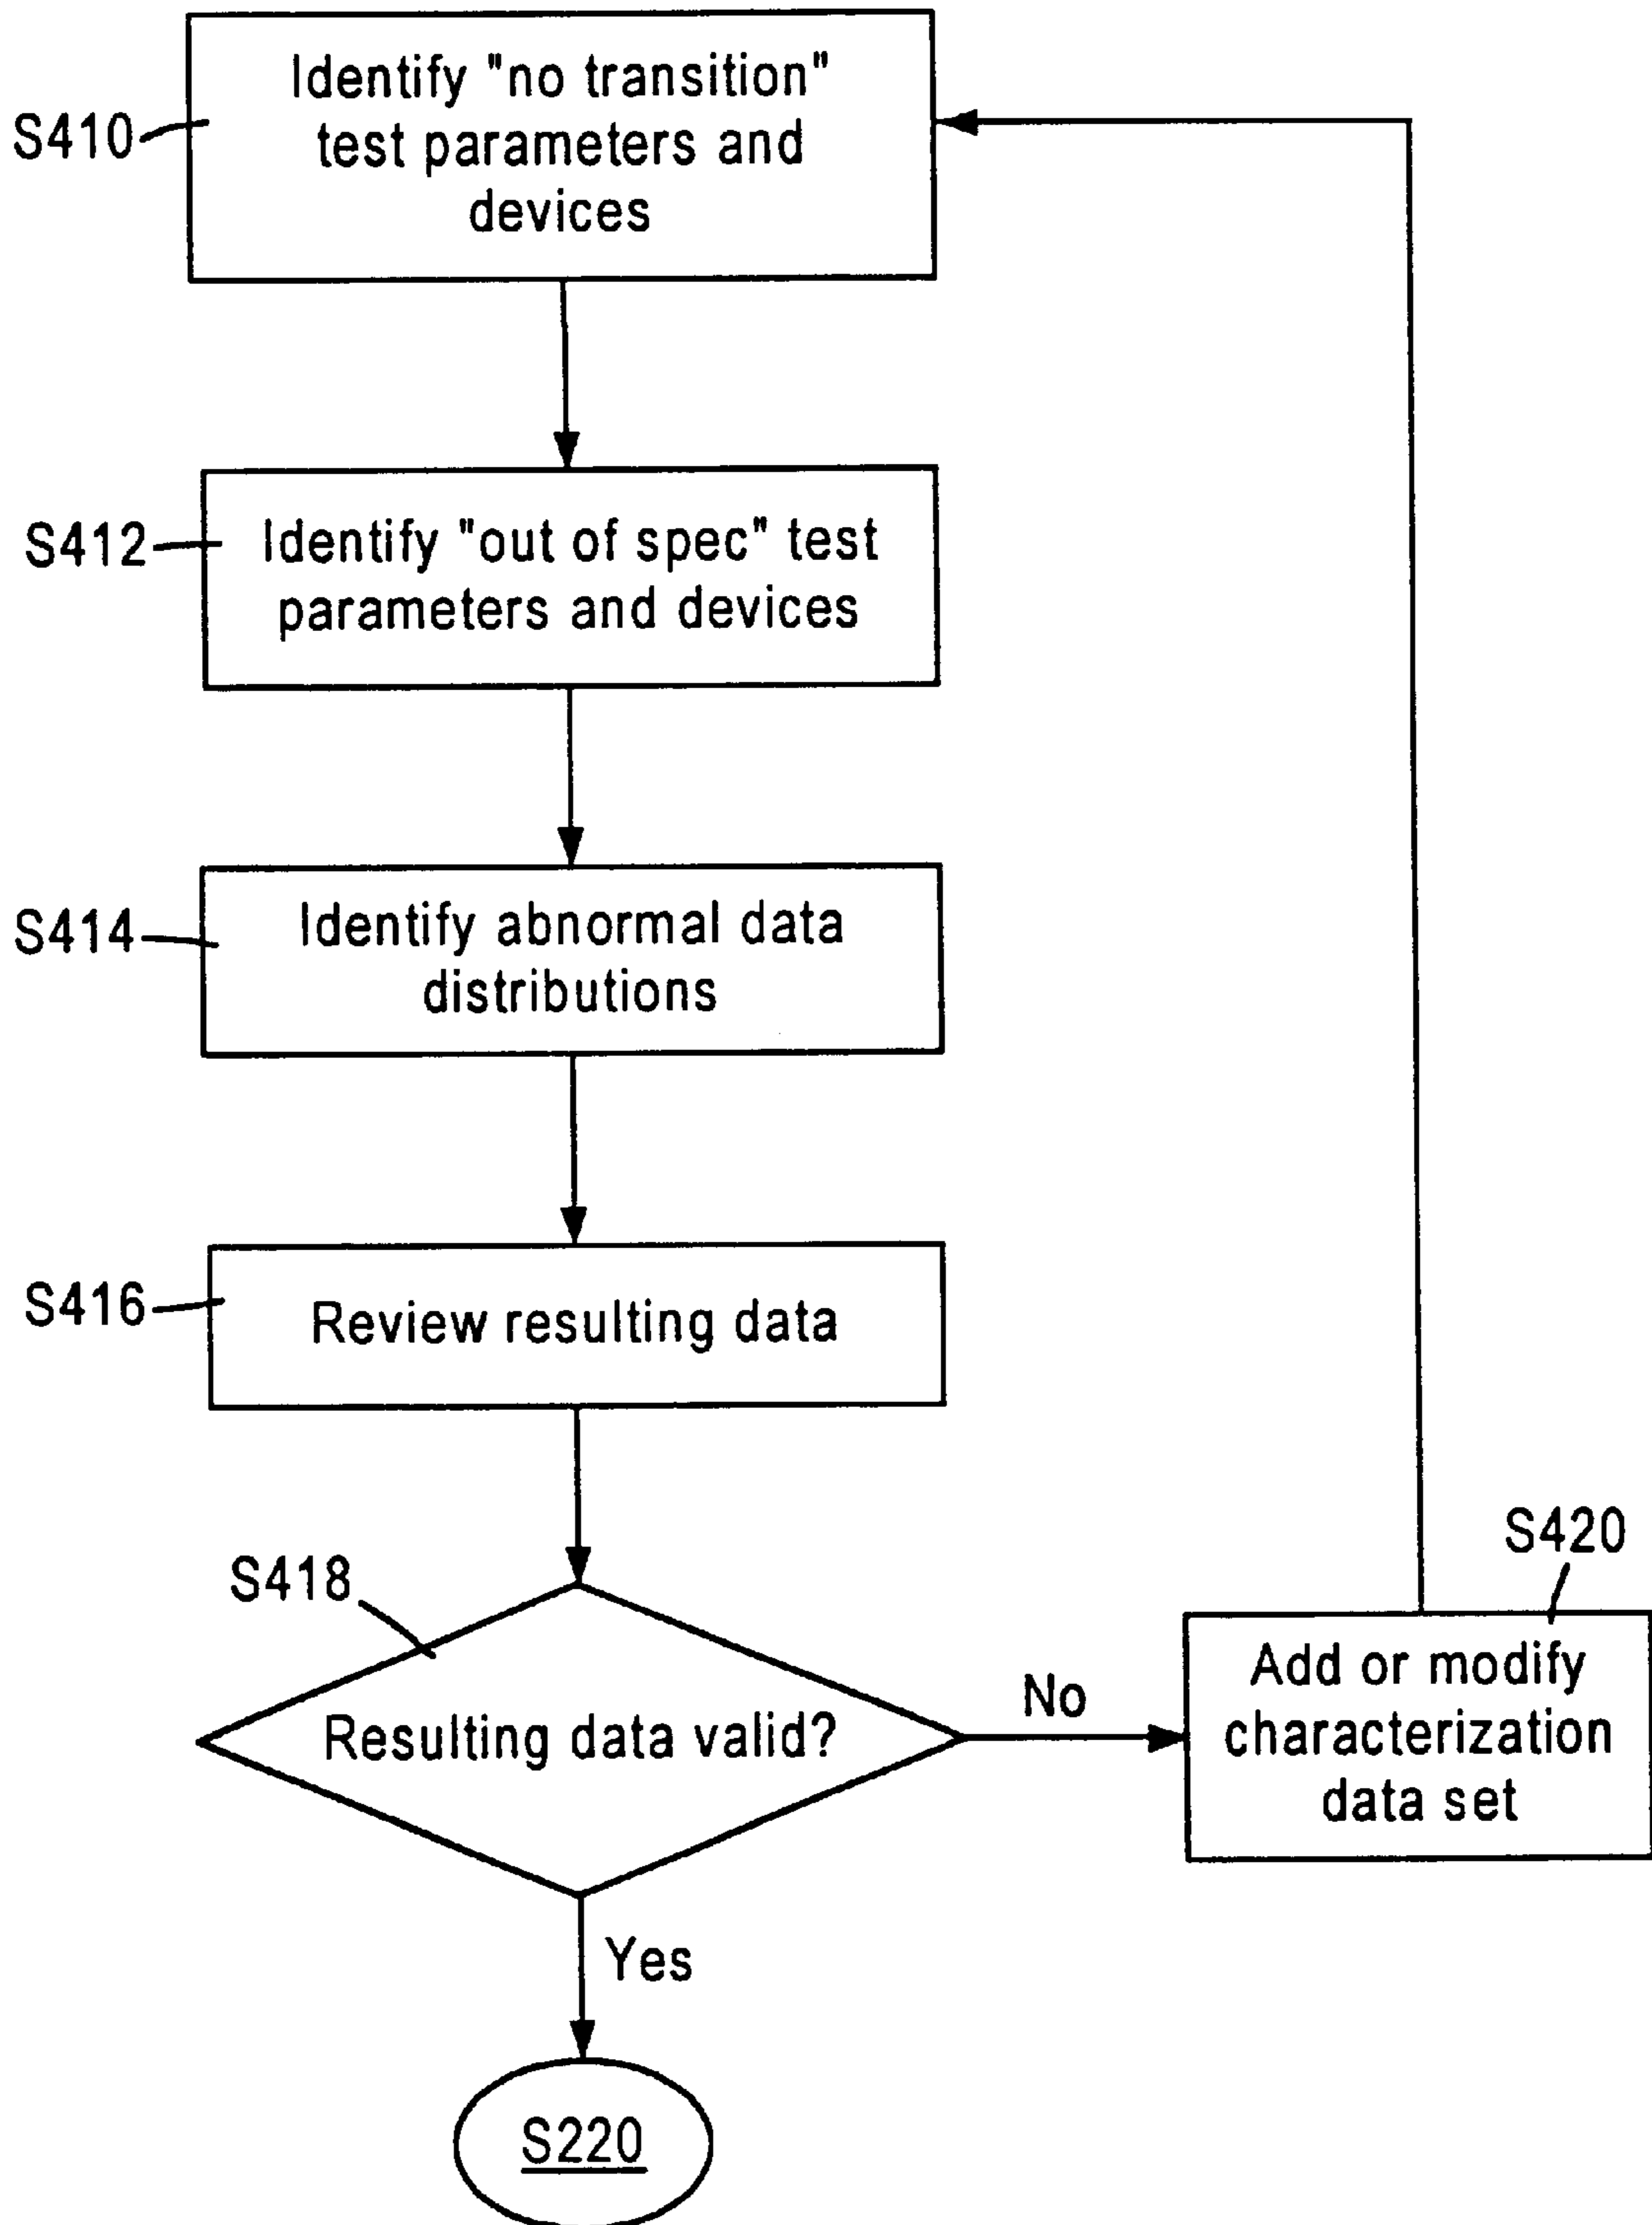 S410
Identify "no transition"
test parameters and
devices
S412
Identify "out of spec" test
parameters and devices
S414
Identify abnormal data
distributions
S416
Review resulting data
S418
Resulting data valid?
No
S420
Add or modify
characterization
data set
Yes
S220